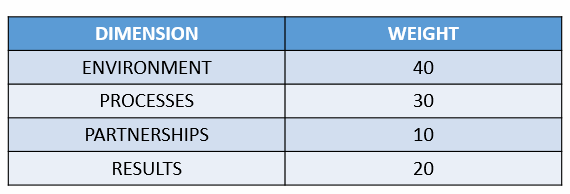 DIMENSION WEIGHT
ENVIRONMENT 40
PROCESSES 30
PARTNERSHIPS 10
RESULTS 20